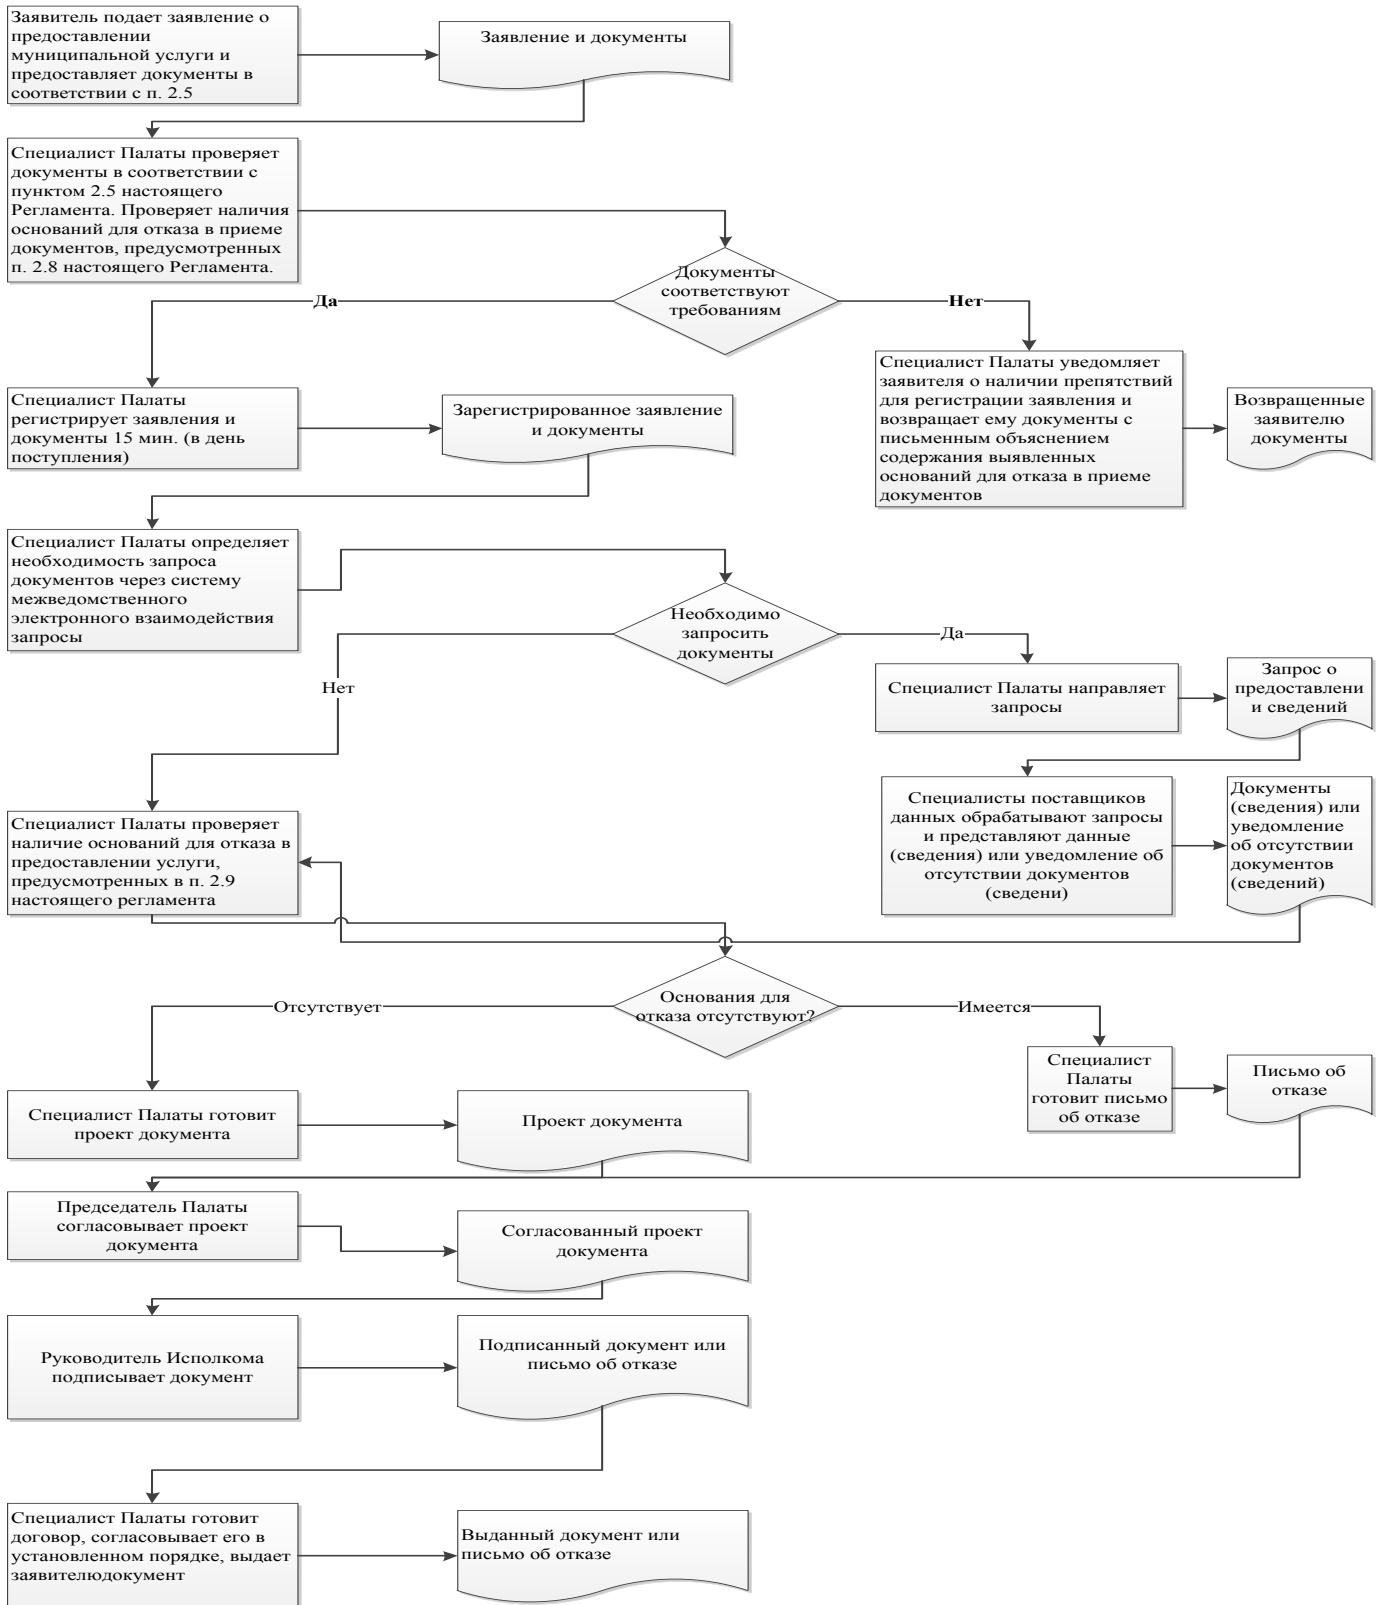 Заявитель подает заявление о
предоставлении
муниципальной услуги и
предоставляет документы в
соответствии с п. 2.5
Заявление и документы
Специалист Палаты проверяет
документы в соответствии с
пунктом 2.5 настоящего
Регламента. Проверяет наличия
оснований для отказа в приеме
документов, предусмотренных
п. 2.8 настоящего Регламента.
Документы
соответствуют
требованиям
Да
Нет
Специалист Палаты
регистрирует заявления и
документы 15 мин. (в день
поступления)
Зарегистрированное заявление
и документы
Специалист Палаты уведомляет
заявителя о наличии препятствий
для регистрации заявления и
возвращает ему документы с
письменным объяснением
содержания выявленных
оснований для отказа в приеме
документов
Возвращенные
заявителю
документы
Специалист Палаты определяет
необходимость запроса
документов через систему
межведомственного
электронного взаимодействия
запросы
Необходимо
запросить
документы
Да
Нет
Специалист Палаты направляет
запросы
Запрос о
предоставлени
и сведений
Специалисты поставщиков
данных обрабатывают запросы
и представляют данные
(сведения) или уведомление об
отсутствии документов
(сведени)
Документы
(сведения) или
уведомление
об отсутствии
документов
(сведений)
Специалист Палаты проверяет
наличие оснований для отказа в
предоставлении услуги,
предусмотренных в п. 2.9
настоящего регламента
Основания для
отказа отсутствуют?
Отсутствует
Имеется
Специалист
Палаты
готовит письмо
об отказе
Письмо об
отказе
Специалист Палаты готовит
проект документа
Проект документа
Председатель Палаты
согласовывает проект
документа
Согласованный проект
документа
Руководитель Исполкома
подписывает документ
Подписанный документ или
письмо об отказе
Специалист Палаты готовит
договор, согласовывает его в
установленном порядке, выдает
заявителюдокумент
Выданный документ или
письмо об отказе